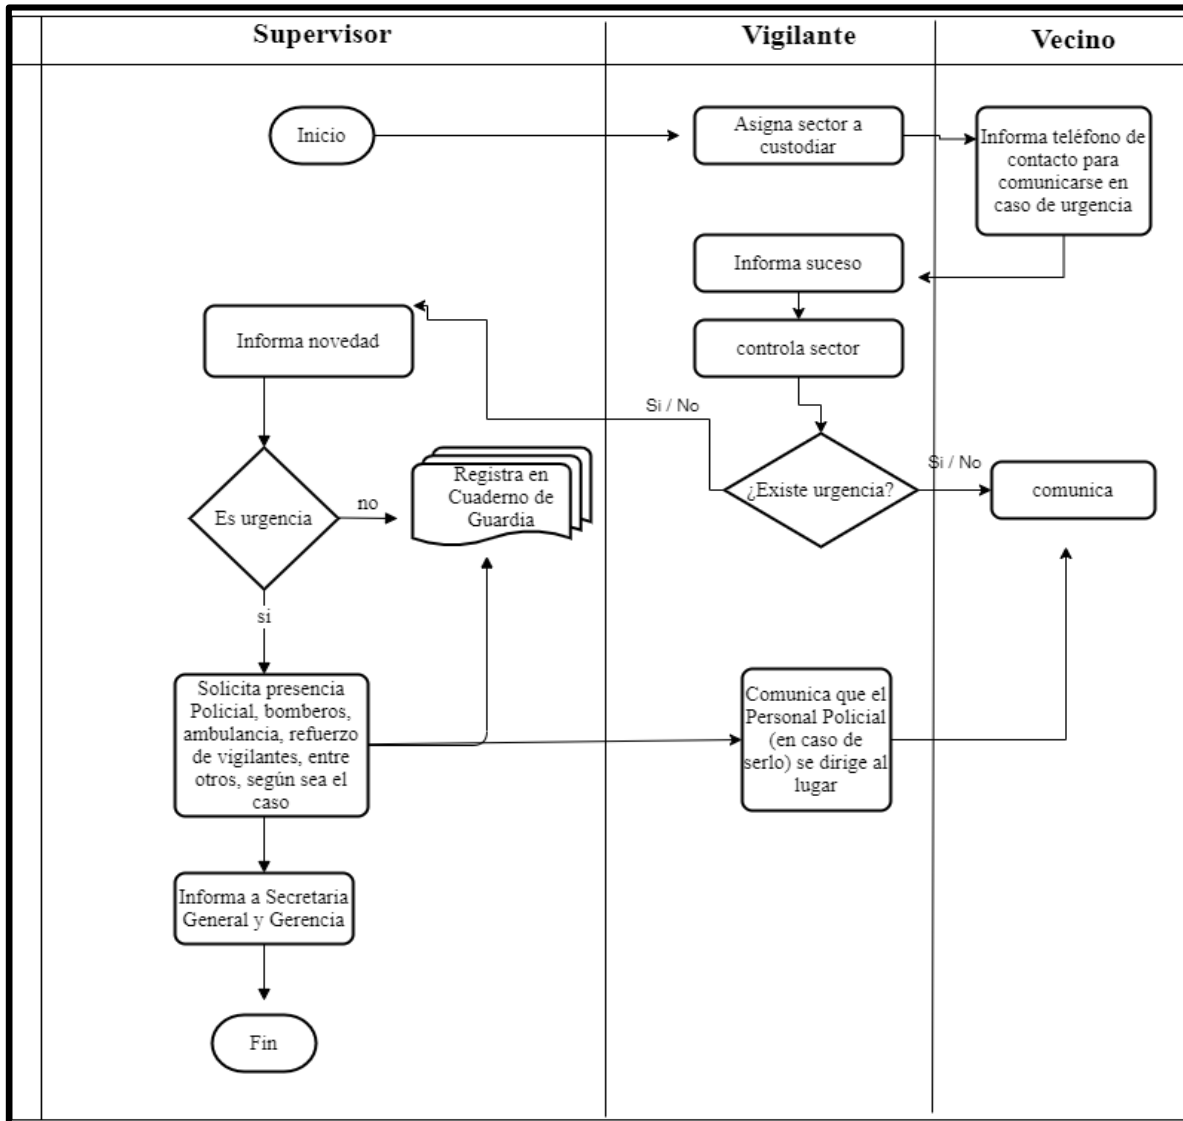 Supervisor
Vigilante
Vecino
Inicio
Asigna sector a
custodiar
Informa teléfono de
contacto para
comunicarse en
caso de urgencia
Informa suceso
Informa novedad
controla sector
Si / No
¿Existe urgencia?
Si / No
comunica
Es urgencia
no
Registra en
Cuaderno de
Guardia
si
Solicita presencia
Policial, bomberos,
ambulancia, refuerzo
de vigilantes, entre
otros, según sea el
caso
Comunica que el
Personal Policial
(en caso de
serlo) se dirige al
lugar
Informa a Secretaria
General y Gerencia
Fin